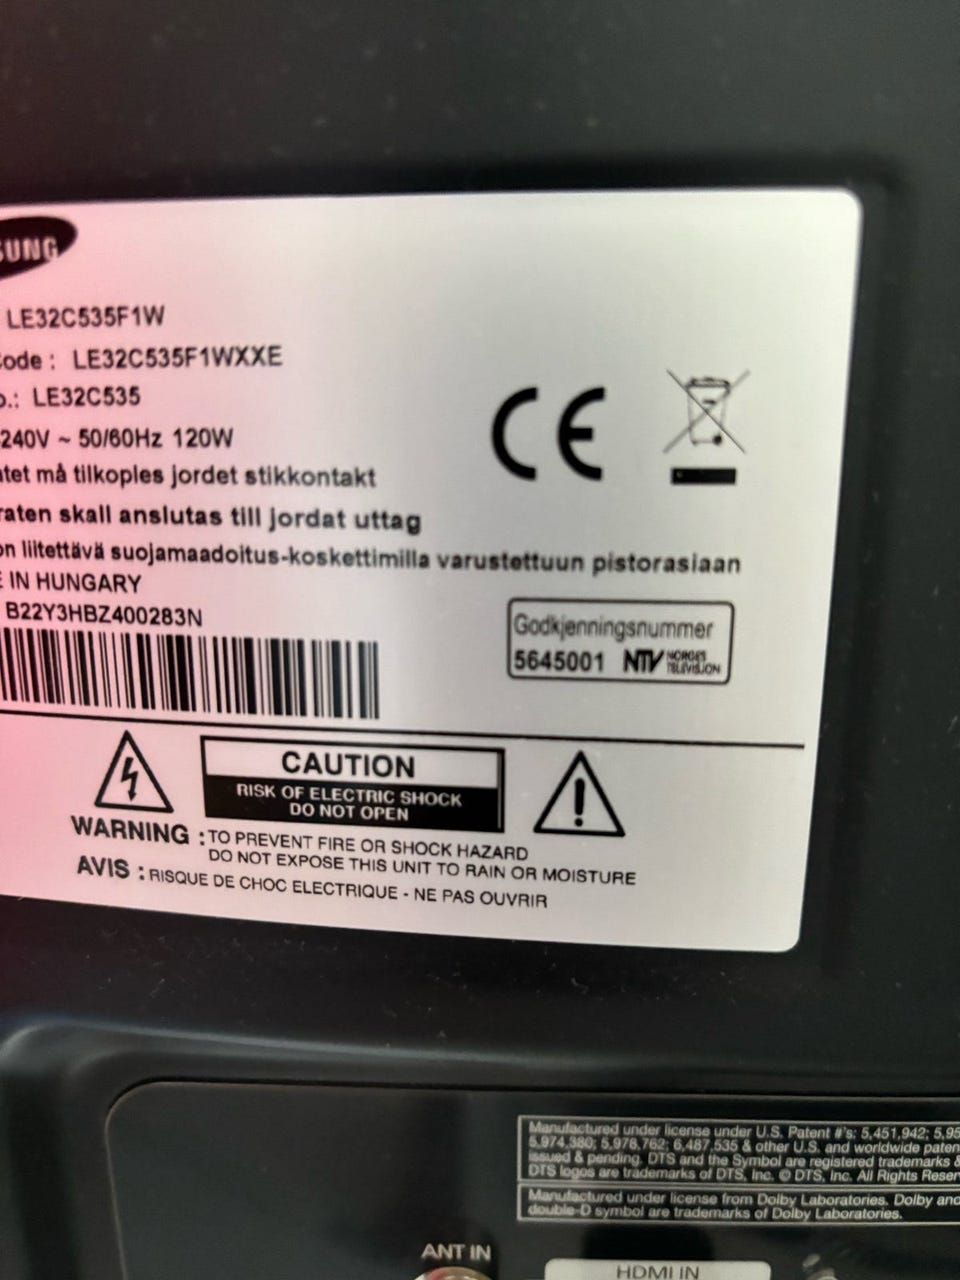 SUNG
LE32C535F1W
Code : LE32C535F1WXXE
o.: LE32C535
-240V ~ 50/60Hz 120W
atet må tilkoples jordet stikkontakt
raten skall anslutas till jordat uttag
on liitettävä suojamaadoitus-koskettimilla varustettuun pistorasiaan
E IN HUNGARY
B22Y3HBZ400283N
CE
Godkjenningsnummer
5645001 NTV NORGES TELEVISJON
CAUTION
RISK OF ELECTRIC SHOCK
DO NOT OPEN
WARNING : TO PREVENT FIRE OR SHOCK HAZARD
DO NOT EXPOSE THIS UNIT TO RAIN OR MOISTURE
AVIS : RISQUE DE CHOC ELECTRIQUE - NE PAS OUVRIR
Manufactured under license under U.S. Patent #'s: 5,451,942; 5,95
5,974,380; 5,978,762; 6,487,535 & other U.S. and worldwide paten
issued & pending. DTS and the Symbol are registered trademarks &
DTS logos are trademarks of DTS, Inc. © DTS, Inc. All Rights Reser
Manufactured under license from Dolby Laboratories. Dolby and
double-D symbol are trademarks of Dolby Laboratories.
ANT IN
HDMI IN